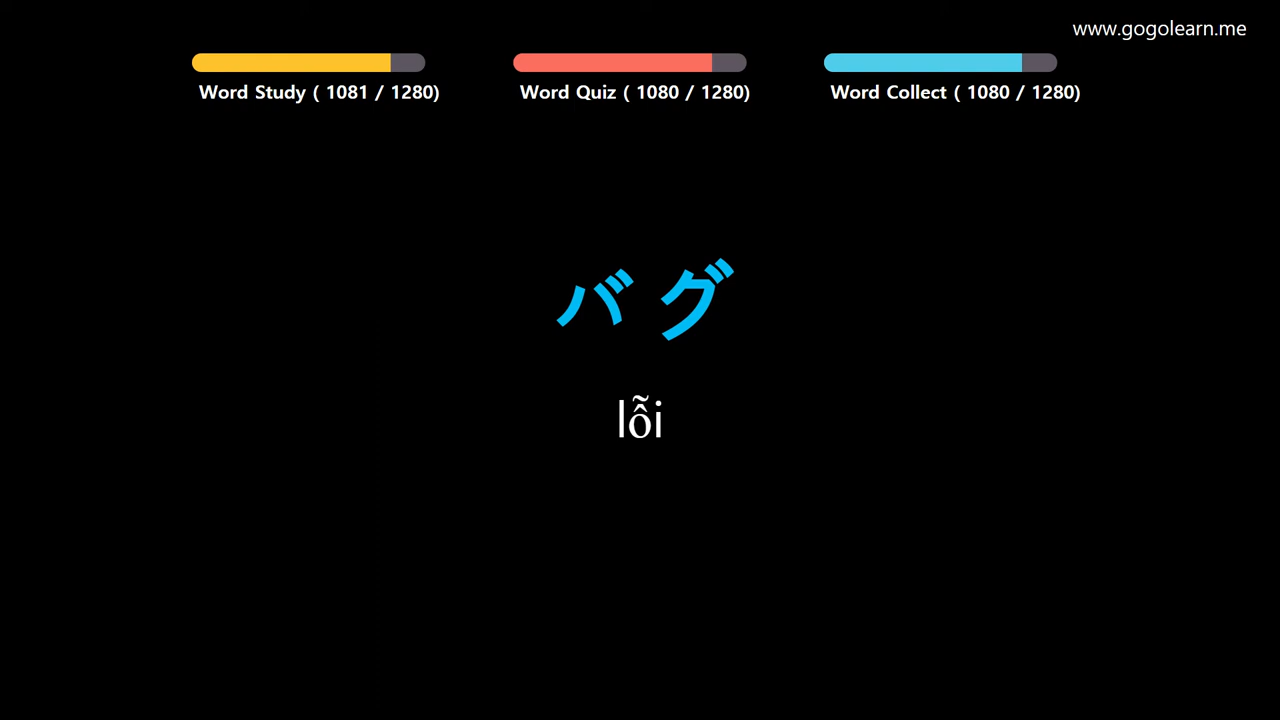 www.gogolearn.me
Word Study ( 1081 / 1280)
Word Quiz ( 1080 / 1280)
Word Collect ( 1080 / 1280)
バグ
lỗi